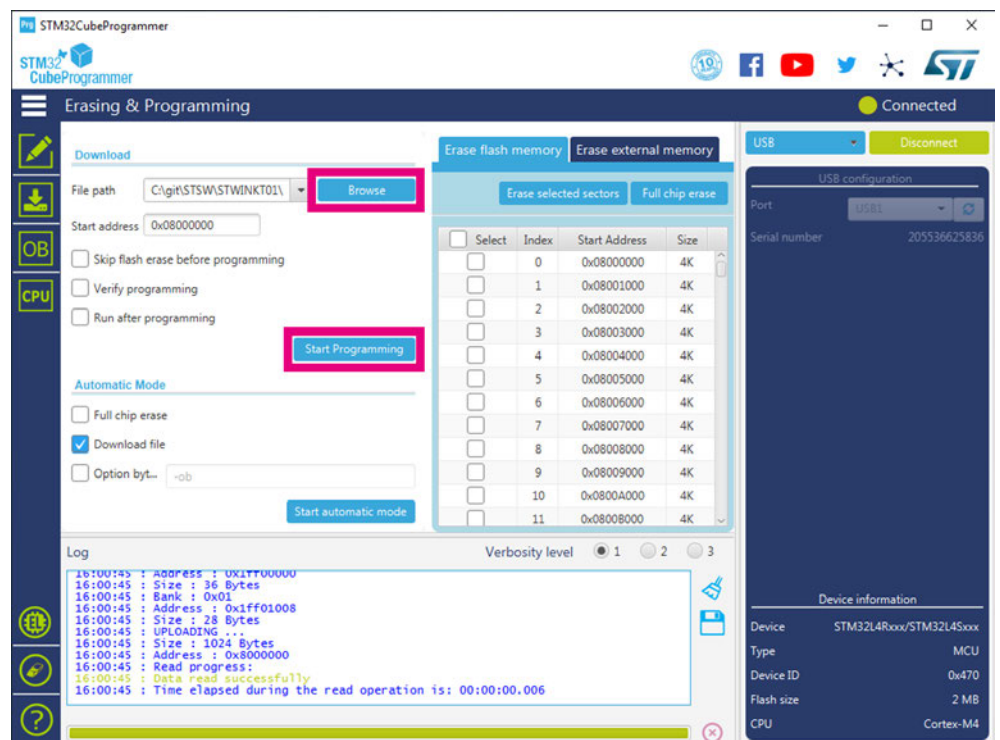 Prg STM32CubeProgrammer
STM32
CubeProgrammer
10
Erasing & Programming
Connected
Download
File path C:\git\STSW\STWINKT01\ Browse
Start address 0x08000000
Skip flash erase before programming
Verify programming
Run after programming
Start Programming
Automatic Mode
Full chip erase
Download file
Option byt... -ob
Start automatic mode
Erase flash memory Erase external memory
Erase selected sectors Full chip erase
Select Index Start Address Size
0 0x08000000 4K
1 0x08001000 4K
2 0x08002000 4K
3 0x08003000 4K
4 0x08004000 4K
5 0x08005000 4K
6 0x08006000 4K
7 0x08007000 4K
8 0x08008000 4K
9 0x08009000 4K
10 0x0800A000 4K
11 0x0800B000 4K
USB Disconnect
USB configuration
Port USB1
Serial number 205536625836
OB
CPU
Log Verbosity level 1 2 3
16:00:45 : Address : 0x1ff00000
16:00:45 : Size : 36 Bytes
16:00:45 : Bank : 0x01
16:00:45 : Address : 0x1ff01008
16:00:45 : Size : 28 Bytes
16:00:45 : UPLOADING ...
16:00:45 : Size : 1024 Bytes
16:00:45 : Address : 0x8000000
16:00:45 : Read progress:
16:00:45 : Data read successfully
16:00:45 : Time elapsed during the read operation is: 00:00:00.006
Device information
Device STM32L4Rxxx/STM32L4Sxxx
Type MCU
Device ID 0x470
Flash size 2 MB
CPU Cortex-M4